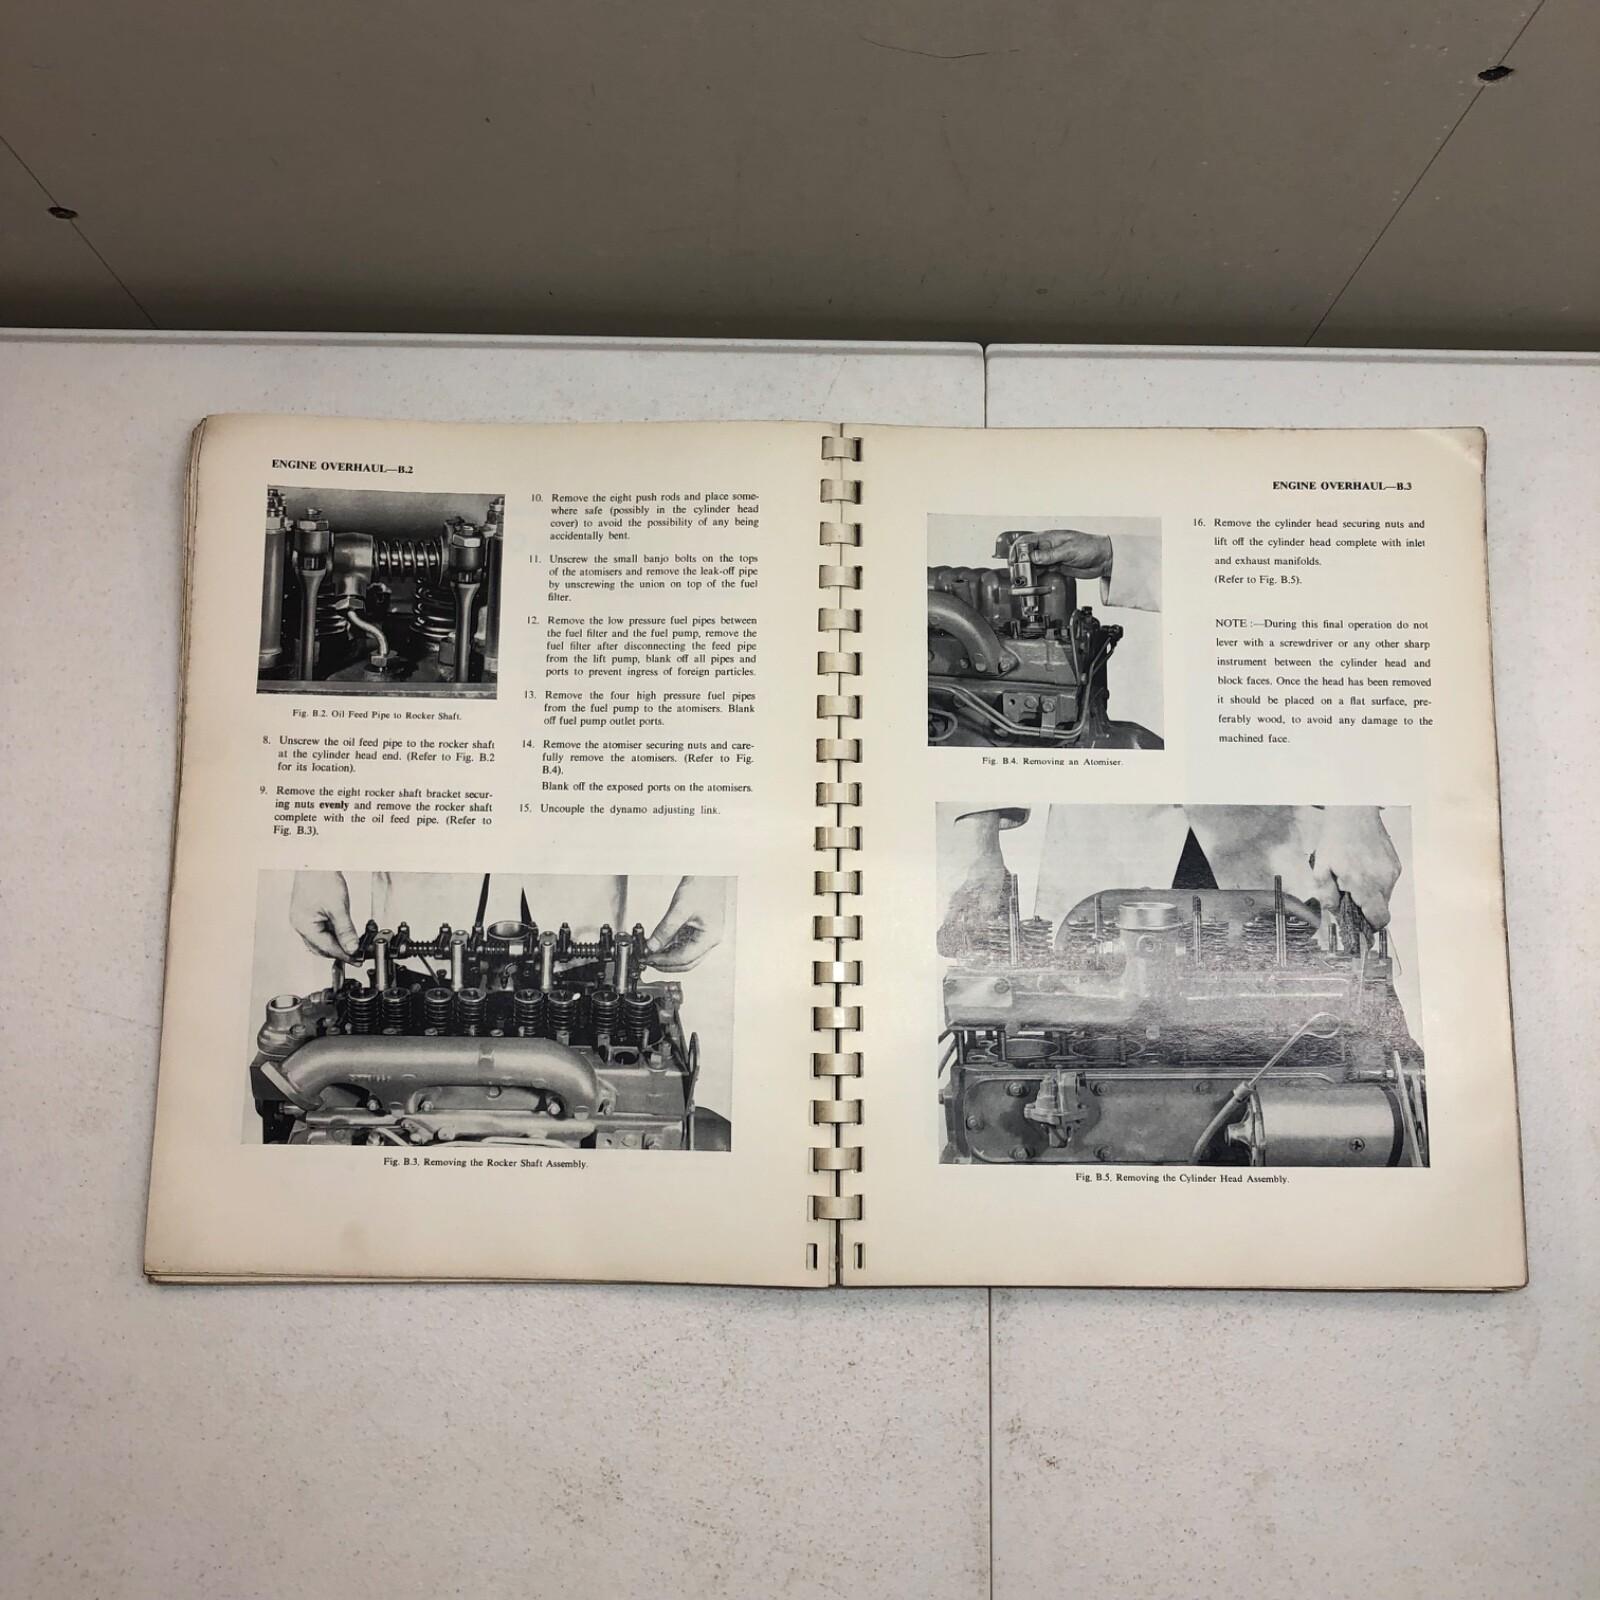 ENGINE OVERHAUL—B.2
Fig. B.2. Oil Feed Pipe to Rocker Shaft.
8. Unscrew the oil feed pipe to the rocker shaft
at the cylinder head end. (Refer to Fig. B.2
for its location).
9. Remove the eight rocker shaft bracket secur-
ing nuts evenly and remove the rocker shaft
complete with the oil feed pipe. (Refer to
Fig. B.3).
10. Remove the eight push rods and place some-
where safe (possibly in the cylinder head
cover) to avoid the possibility of any being
accidentally bent.
11. Unscrew the small banjo bolts on the tops
of the atomisers and remove the leak-off pipe
by unscrewing the union on top of the fuel
filter.
12. Remove the low pressure fuel pipes between
the fuel filter and the fuel pump, remove the
fuel filter after disconnecting the feed pipe
from the lift pump, blank off all pipes and
ports to prevent ingress of foreign particles.
13. Remove the four high pressure fuel pipes
from the fuel pump to the atomisers. Blank
off fuel pump outlet ports.
14. Remove the atomiser securing nuts and care-
fully remove the atomisers. (Refer to Fig.
B.4).
Blank off the exposed ports on the atomisers.
15. Uncouple the dynamo adjusting link.
Fig. B.3. Removing the Rocker Shaft Assembly.
ENGINE OVERHAUL—B.3
Fig. B.4. Removing an Atomiser.
16. Remove the cylinder head securing nuts and
lift off the cylinder head complete with inlet
and exhaust manifolds.
(Refer to Fig. B.5).
NOTE :—During this final operation do not
lever with a screwdriver or any other sharp
instrument between the cylinder head and
block faces. Once the head has been removed
it should be placed on a flat surface, pre-
ferably wood, to avoid any damage to the
machined face.
Fig. B.5. Removing the Cylinder Head Assembly.